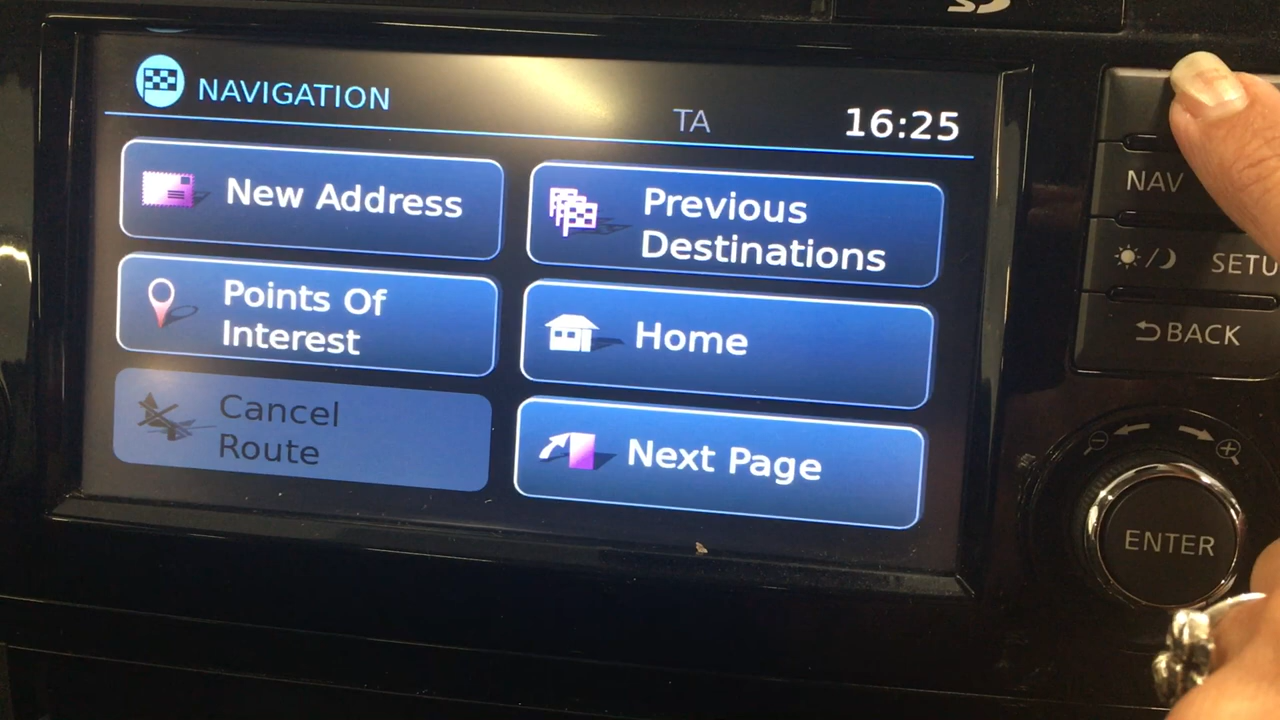 NAVIGATION
TA
16:25
New Address
Previous
Destinations
Points Of
Interest
Home
Cancel
Route
Next Page
NAV
SETU
BACK
ENTER